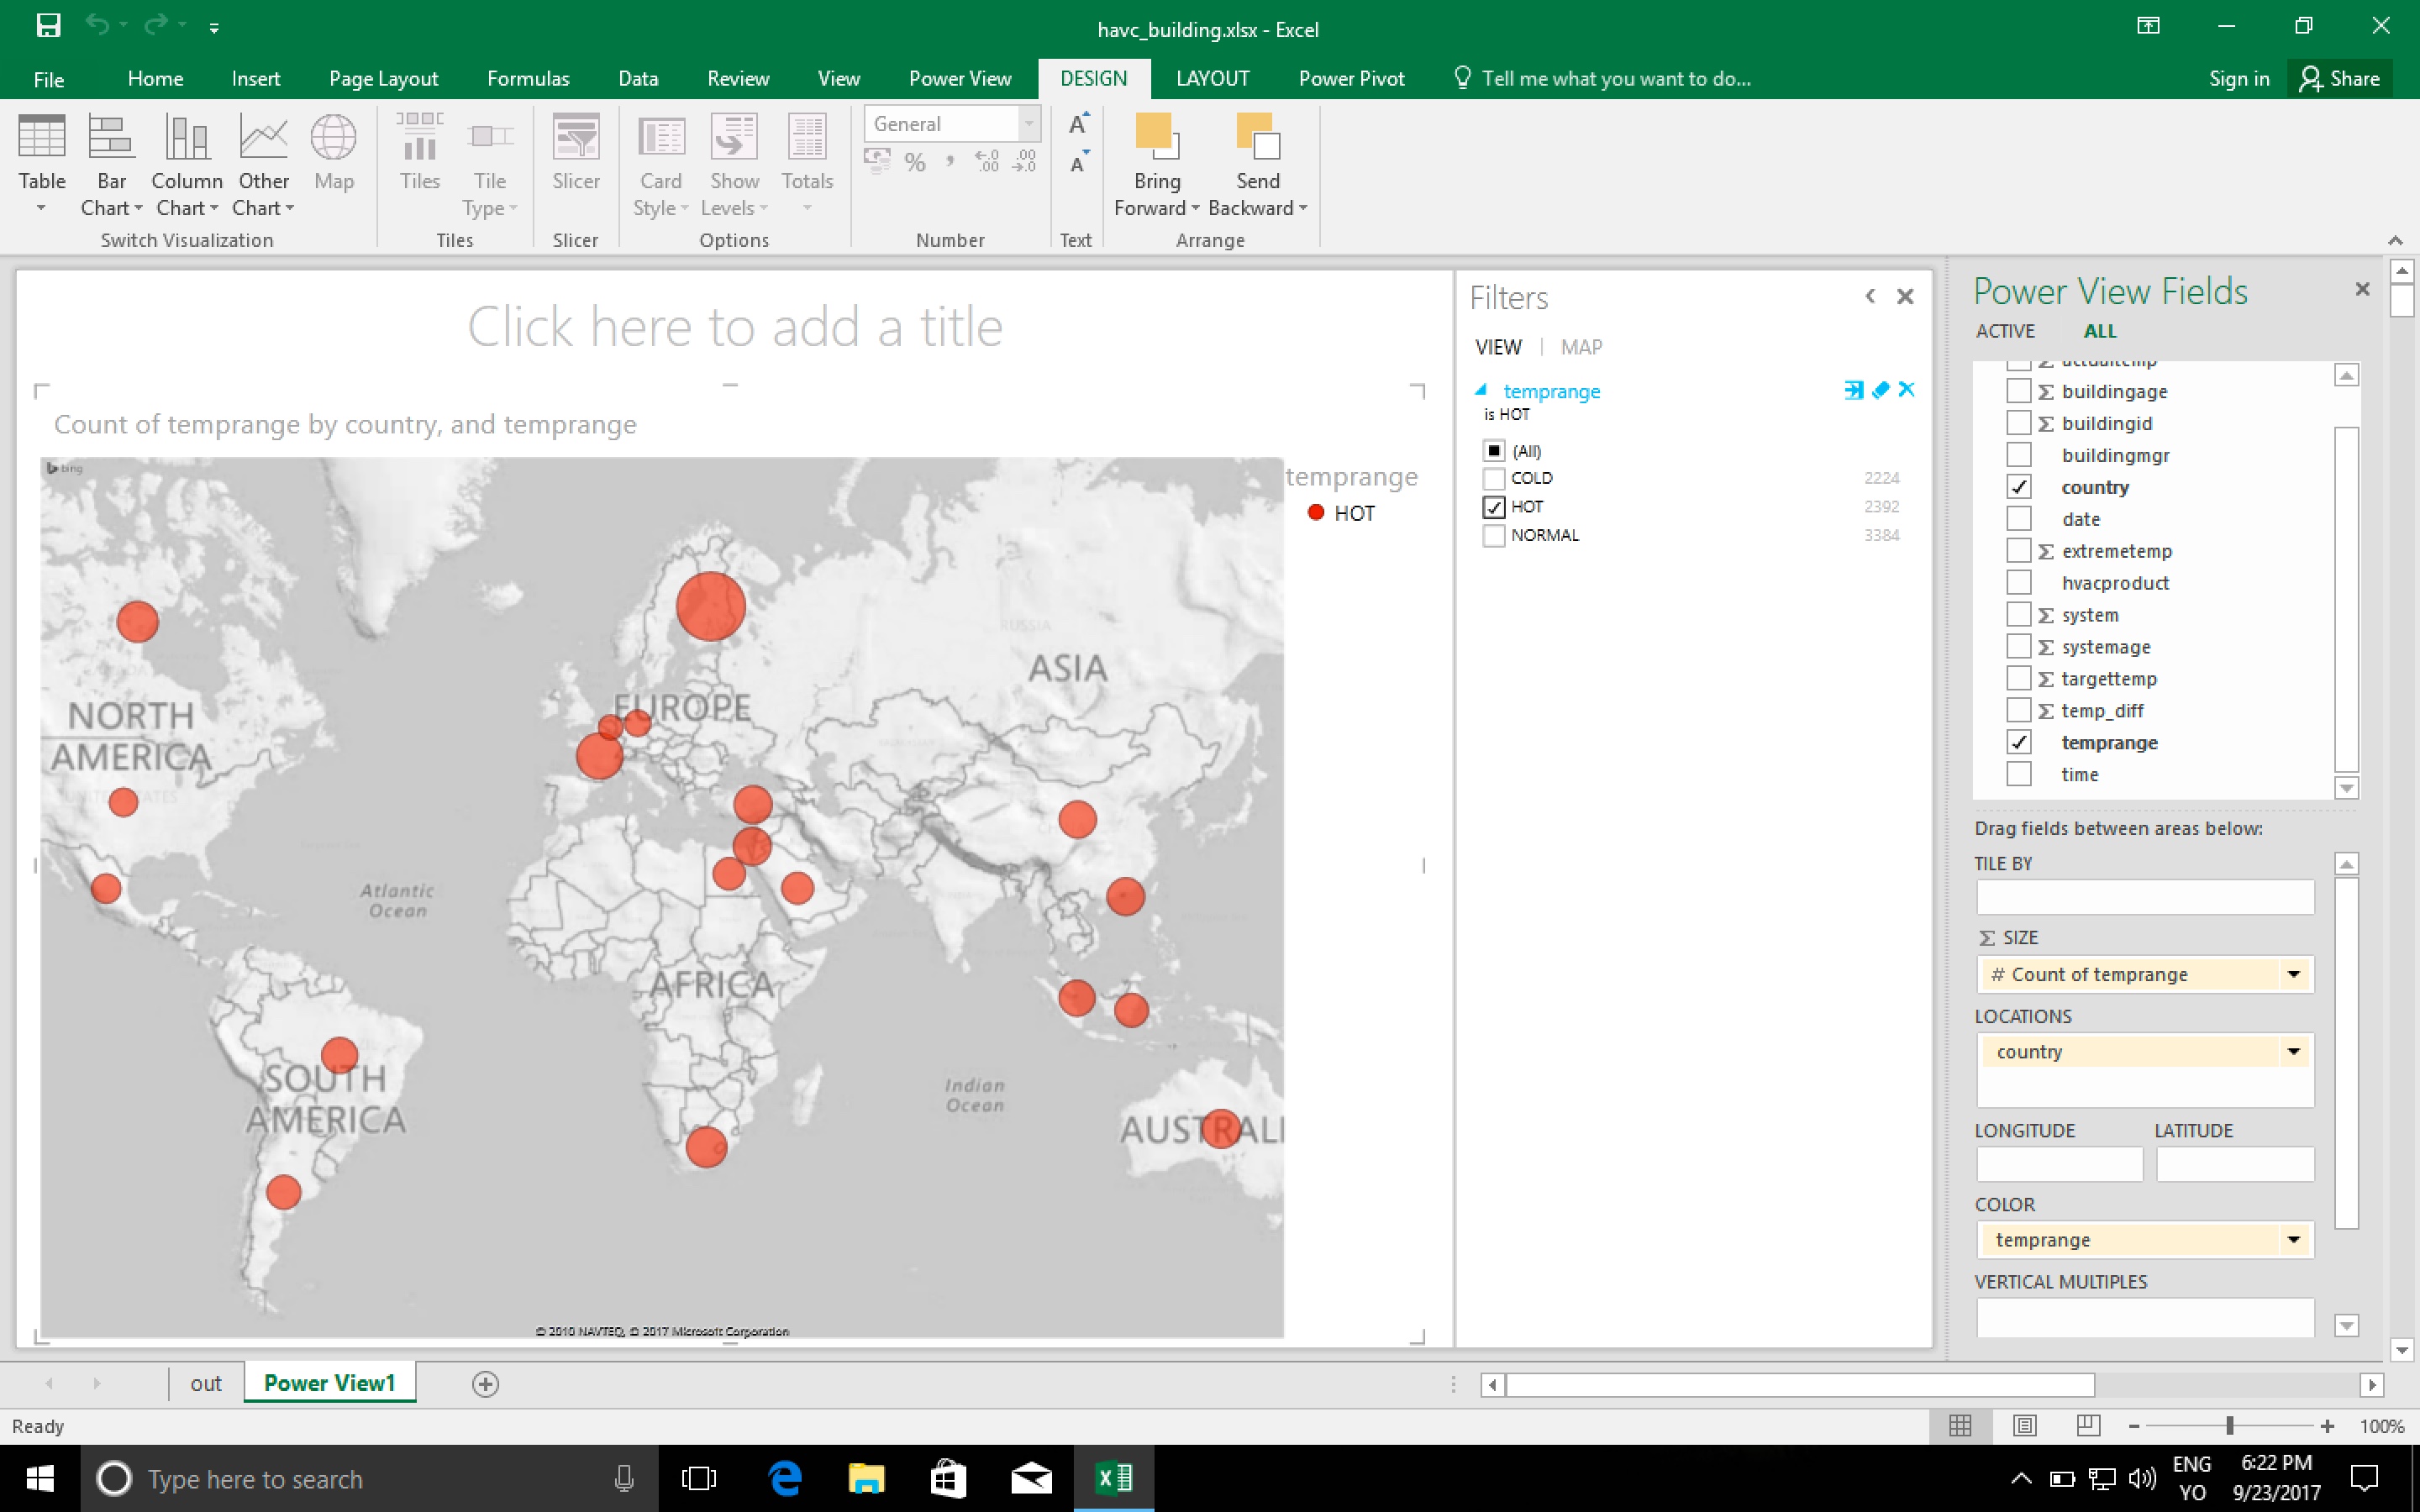 havc_building.xlsx - Excel
File Home Insert Page Layout Formulas Data Review View Power View DESIGN LAYOUT Power Pivot Tell me what you want to do... Sign in Share
General
Table Bar Chart Column Chart Other Chart Map Tiles Tile Type Slicer Card Style Show Levels Totals % Bring Forward Send Backward
Switch Visualization Tiles Slicer Options Number Text Arrange
Click here to add a title
Count of temprange by country, and temprange
bing
temprange
HOT
RUSSIA
ASIA
EUROPE
NORTH
AMERICA
Atlantic
Ocean
AFRICA
SOUTH
AMERICA
Indian
Ocean
AUSTRALI
© 2010 NAVTEQ, © 2017 Microsoft Corporation
Filters
VIEW | MAP
temprange
is HOT
(All)
COLD 2224
HOT 2392
NORMAL 3384
Power View Fields
ACTIVE ALL
Σ buildingage
Σ buildingid
buildingmgr
country
date
Σ extremetemp
hvacproduct
Σ system
Σ systemage
Σ targettemp
Σ temp_diff
temprange
time
Drag fields between areas below:
TILE BY
Σ SIZE
# Count of temprange
LOCATIONS
country
LONGITUDE LATITUDE
COLOR
temprange
VERTICAL MULTIPLES
out Power View1
Ready 100%
Type here to search
ENG 6:22 PM
YO 9/23/2017